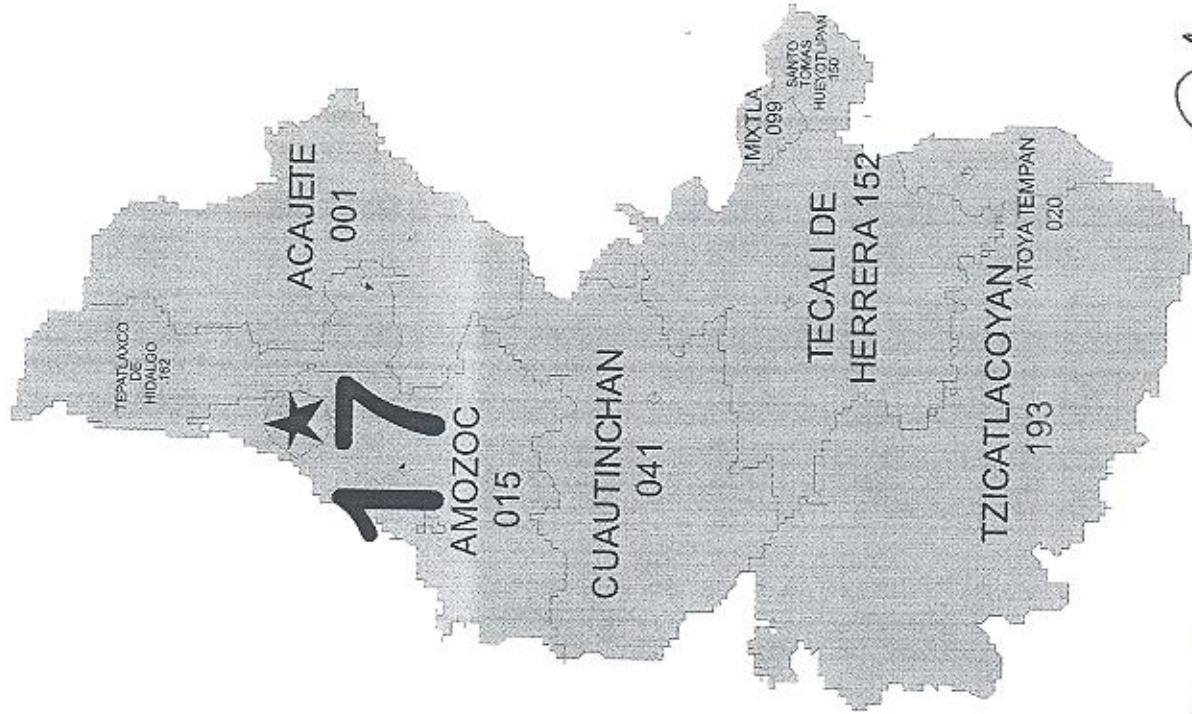 TEPATLAXCO
DE
HIDALGO
162
ACAJETE
001
17
AMOZOC
015
CUAUTINCHAN
041
MIXTLA
099
SANTO
TOMAS
HUEYOTLIPAN
150
TECALI DE
HERRERA 152
TZICATLACOYAN
193
ATOYATEMPAN
020